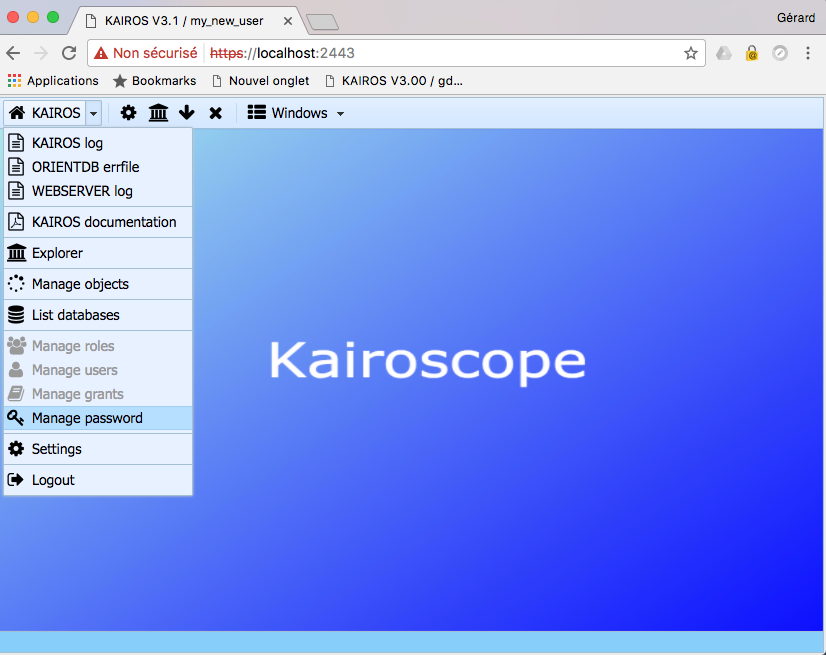 KAIROS V3.1 / my_new_user
Gérard
Non sécurisé https://localhost:2443
Applications Bookmarks Nouvel onglet KAIROS V3.00 / gd...
KAIROS Windows
KAIROS log
ORIENTDB errfile
WEBSERVER log
KAIROS documentation
Explorer
Manage objects
List databases
Manage roles
Manage users
Manage grants
Manage password
Settings
Logout
Kairoscope